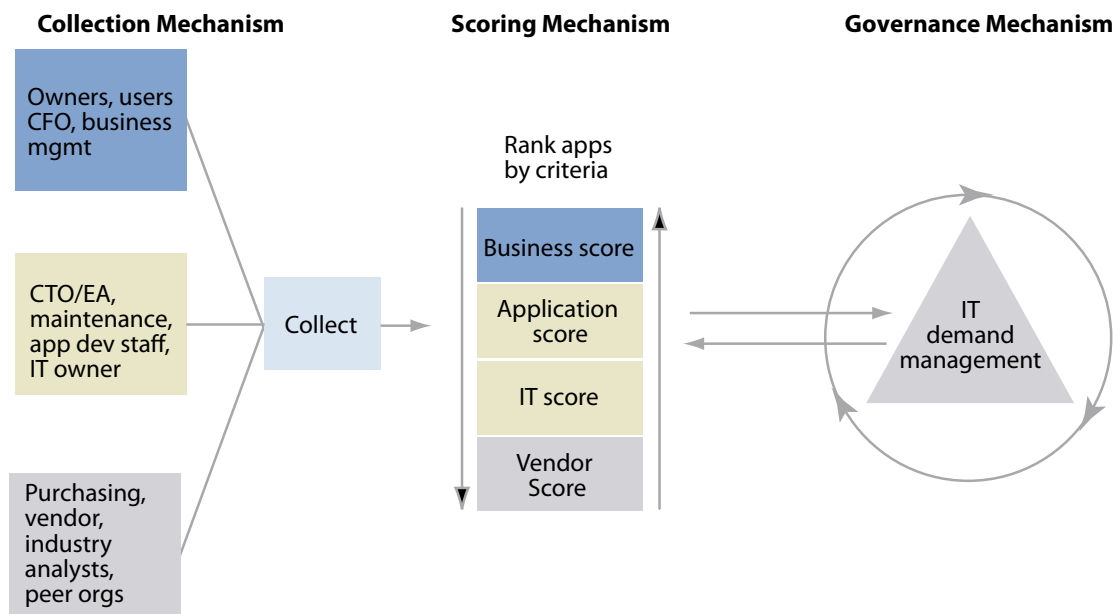 Collection Mechanism
Scoring Mechanism
Governance Mechanism
Owners, users
CFO, business
mgmt
CTO/EA,
maintenance,
app dev staff,
IT owner
Purchasing,
vendor,
industry
analysts,
peer orgs
Collect
Rank apps
by criteria
Business score
Application
score
IT score
Vendor
Score
IT
demand
management